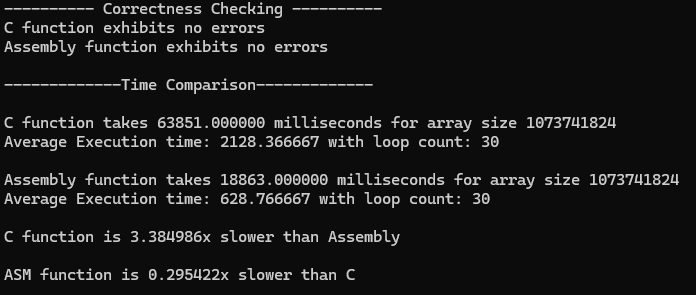 ---------- Correctness Checking ----------
C function exhibits no errors
Assembly function exhibits no errors
-------------Time Comparison-------------
C function takes 63851.000000 milliseconds for array size 1073741824
Average Execution time: 2128.366667 with loop count: 30
Assembly function takes 18863.000000 milliseconds for array size 1073741824
Average Execution time: 628.766667 with loop count: 30
C function is 3.384986x slower than Assembly
ASM function is 0.295422x slower than C